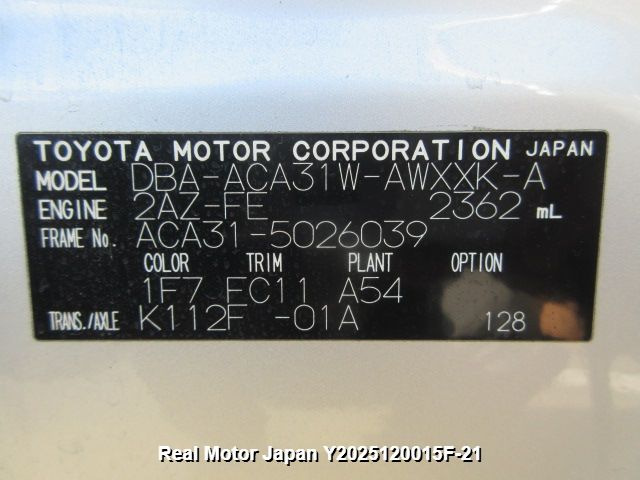 TOYOTA MOTOR CORPORATION JAPAN
MODEL DBA-ACA31W-AWXXK-A
ENGINE 2AZ-FE 2362 mL
FRAME No. ACA31-5026039
COLOR TRIM PLANT OPTION
1F7 FC11 A54
TRANS./AXLE K112F -01A 128
Real Motor Japan Y2025120015F-21